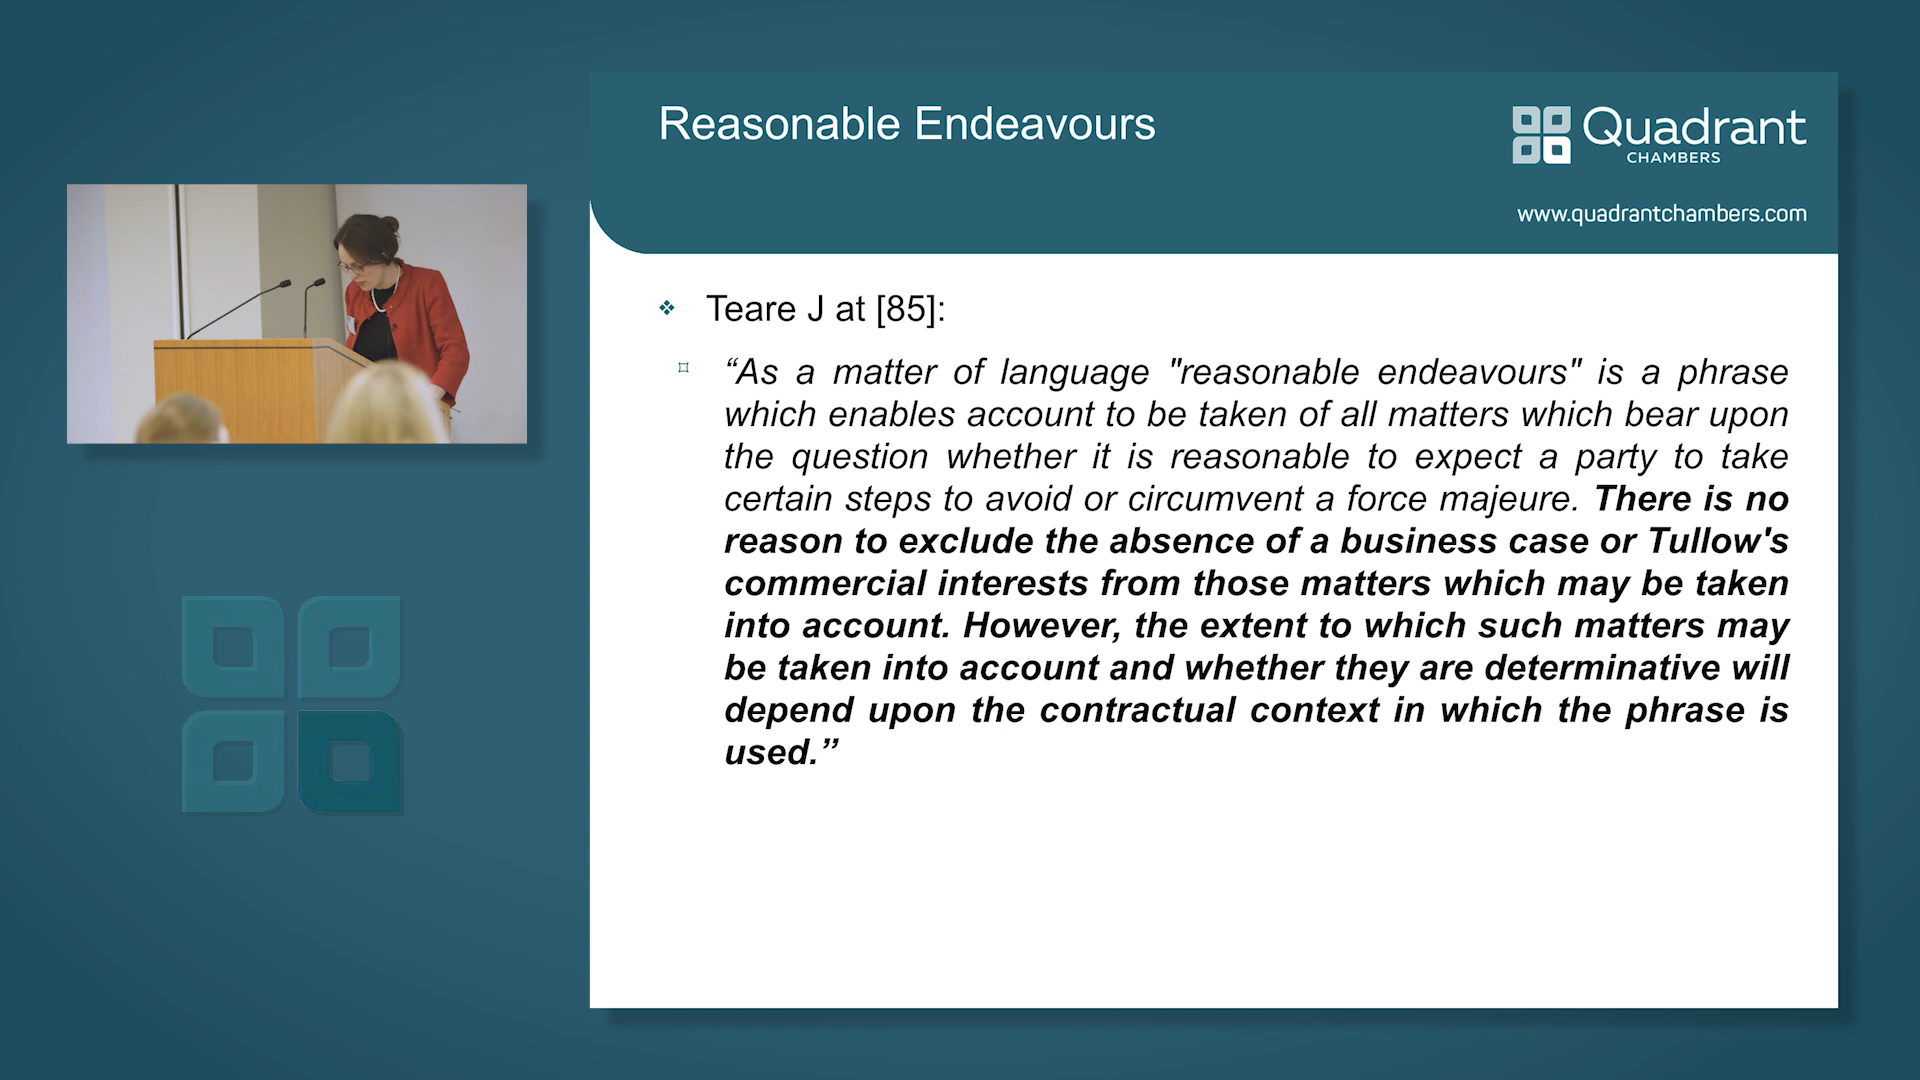 Reasonable Endeavours
Quadrant
CHAMBERS
www.quadrantchambers.com
Teare J at [85]:
“As a matter of language "reasonable endeavours" is a phrase
which enables account to be taken of all matters which bear upon
the question whether it is reasonable to expect a party to take
certain steps to avoid or circumvent a force majeure. There is no
reason to exclude the absence of a business case or Tullow's
commercial interests from those matters which may be taken
into account. However, the extent to which such matters may
be taken into account and whether they are determinative will
depend upon the contractual context in which the phrase is
used.”